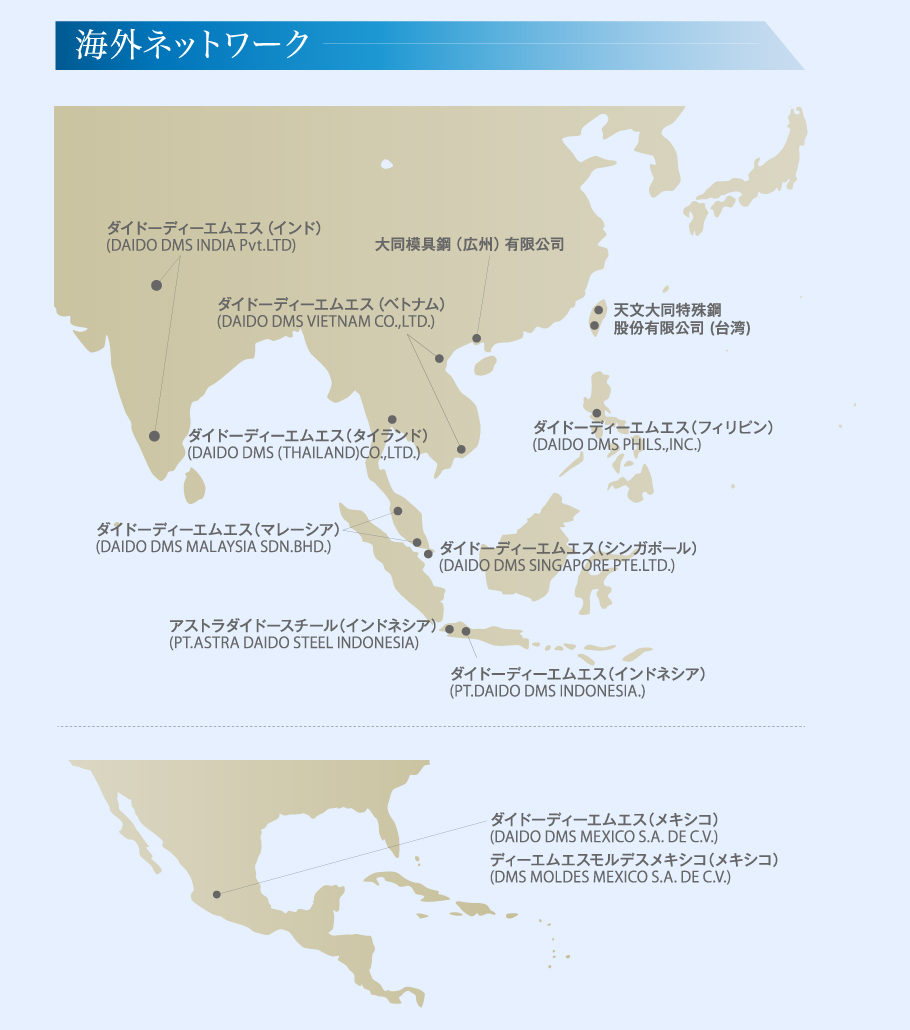 海外ネットワーク
ダイドーディーエムエス（インド）
(DAIDO DMS INDIA Pvt.LTD)
大同模具鋼（広州）有限公司
ダイドーディーエムエス（ベトナム）
(DAIDO DMS VIETNAM CO.,LTD.)
天文大同特殊鋼
股份有限公司 (台湾)
ダイドーディーエムエス（タイランド）
(DAIDO DMS (THAILAND)CO.,LTD.)
ダイドーディーエムエス（フィリピン）
(DAIDO DMS PHILS.,INC.)
ダイドーディーエムエス（マレーシア）
(DAIDO DMS MALAYSIA SDN.BHD.)
ダイドーディーエムエス（シンガポール）
(DAIDO DMS SINGAPORE PTE.LTD.)
アストラダイドースチール（インドネシア）
(PT.ASTRA DAIDO STEEL INDONESIA)
ダイドーディーエムエス（インドネシア）
(PT.DAIDO DMS INDONESIA.)
ダイドーディーエムエス（メキシコ）
(DAIDO DMS MEXICO S.A. DE C.V.)
ディーエムエスモルデスメキシコ（メキシコ）
(DMS MOLDES MEXICO S.A. DE C.V.)